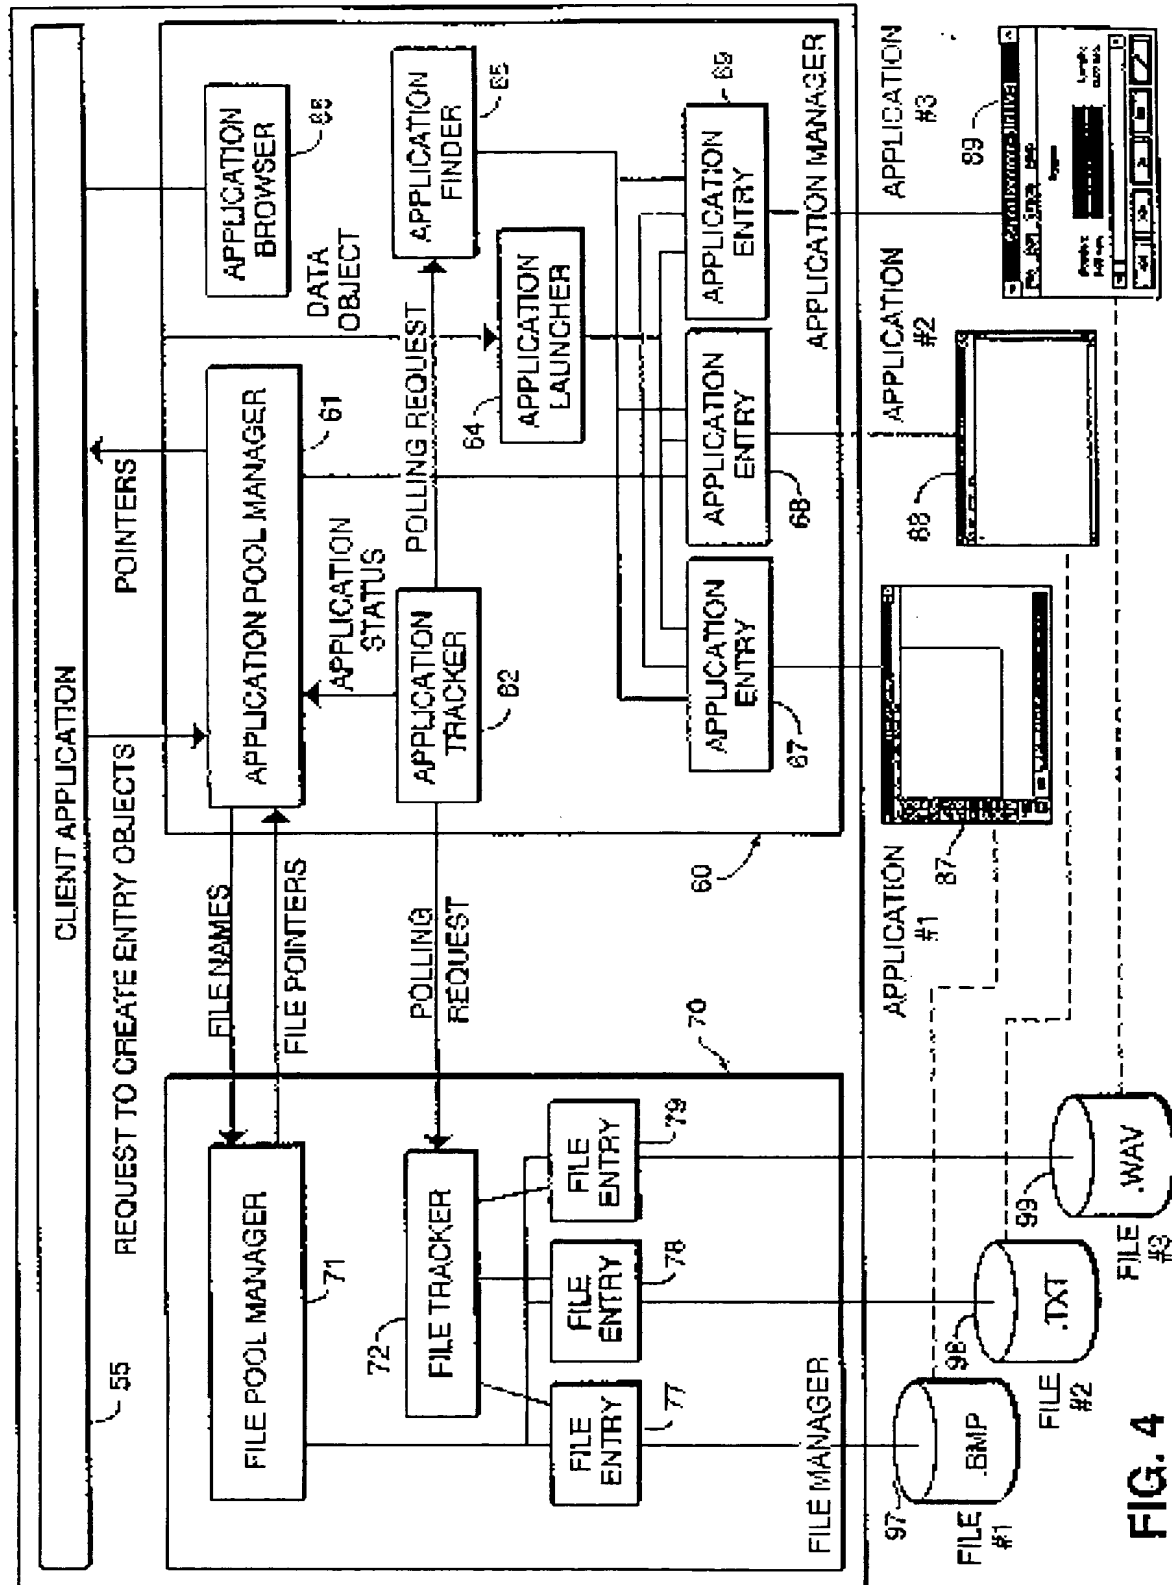 CLIENT APPLICATION
55
REQUEST TO CREATE ENTRY OBJECTS
POINTERS
FILE POOL MANAGER
71
FILE NAMES
FILE POINTERS
APPLICATION POOL MANAGER
61
DATA
OBJECT
APPLICATION
BROWSER
APPLICATION
STATUS
72
FILE TRACKER
POLLING
REQUEST
APPLICATION
TRACKER
62
POLLING REQUEST
APPLICATION
FINDER
65
64
APPLICATION
LAUNCHER
FILE
ENTRY
77
FILE
ENTRY
78
FILE
ENTRY
79
70
60
APPLICATION
ENTRY
67
APPLICATION
ENTRY
68
APPLICATION
ENTRY
69
FILE MANAGER
APPLICATION MANAGER
97
.BMP
FILE
#1
98
.TXT
FILE
#2
99
.WAV
FILE
#3
APPLICATION
#1
87
APPLICATION
#2
88
APPLICATION
#3
89
FIG. 4